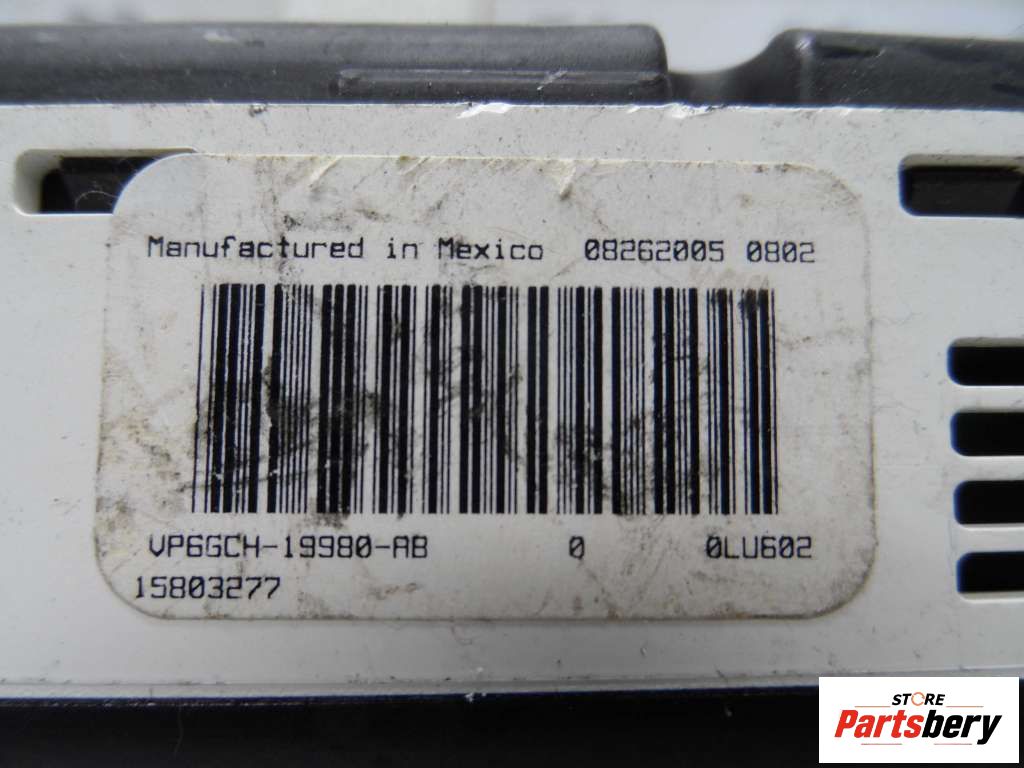 Manufactured in Mexico 08262005 0802
VP6GCH-19980-AB 0 0LU602
15803277
STORE
Partsbery